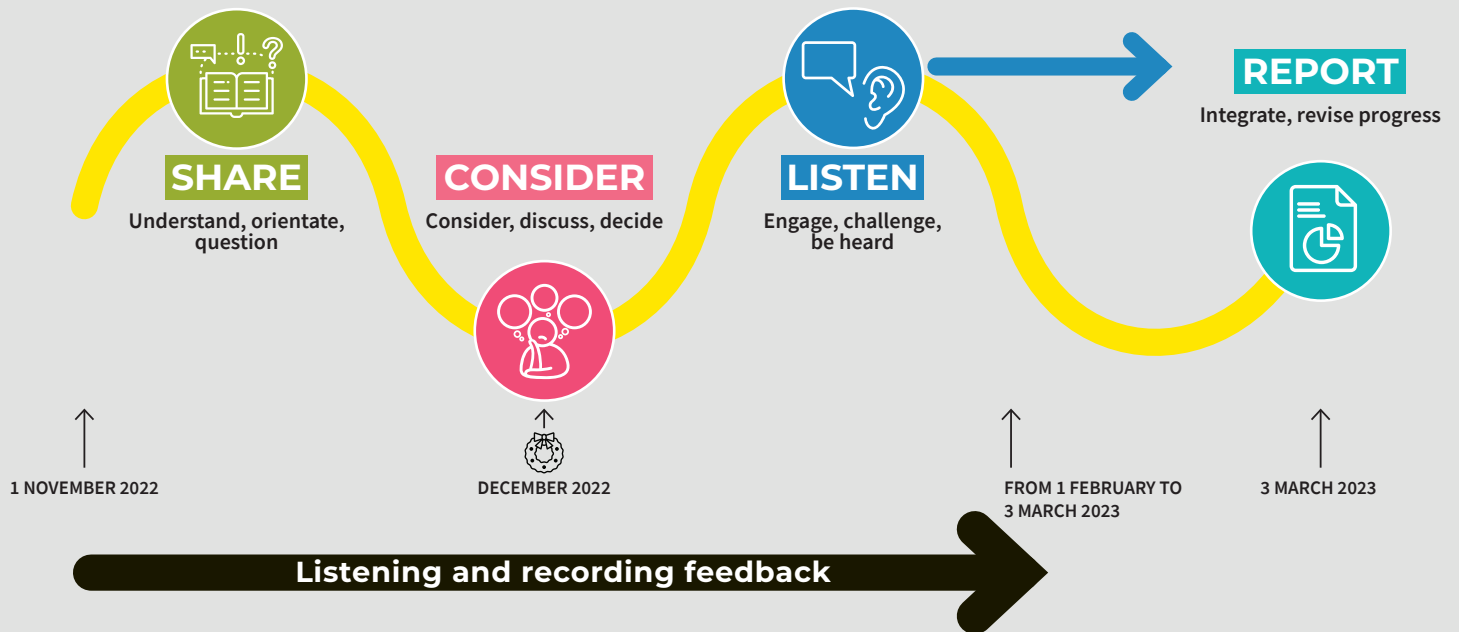 SHARE
Understand, orientate,
question
CONSIDER
Consider, discuss, decide
LISTEN
Engage, challenge,
be heard
REPORT
Integrate, revise progress
1 NOVEMBER 2022
DECEMBER 2022
FROM 1 FEBRUARY TO
3 MARCH 2023
3 MARCH 2023
Listening and recording feedback